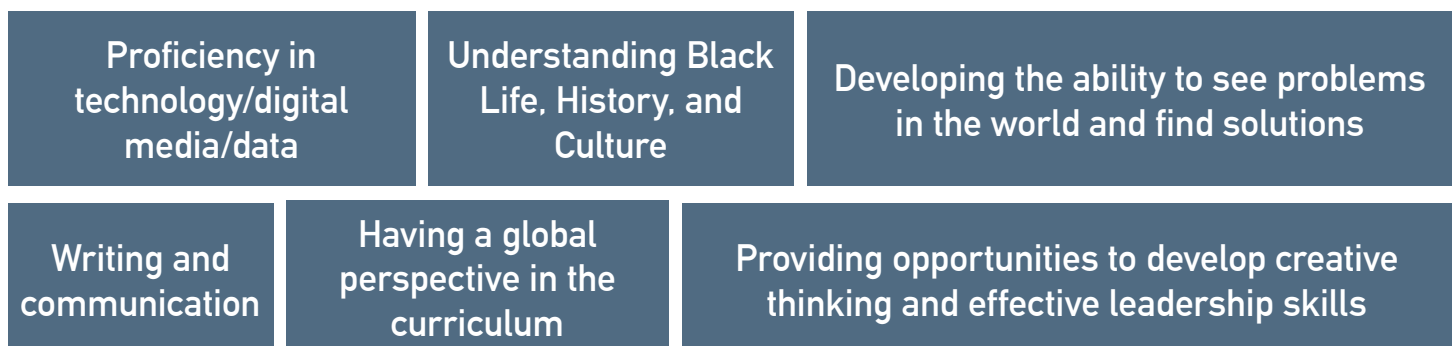 Proficiency in
technology/digital
media/data
Understanding Black
Life, History, and
Culture
Developing the ability to see problems
in the world and find solutions
Writing and
communication
Having a global
perspective in the
curriculum
Providing opportunities to develop creative
thinking and effective leadership skills